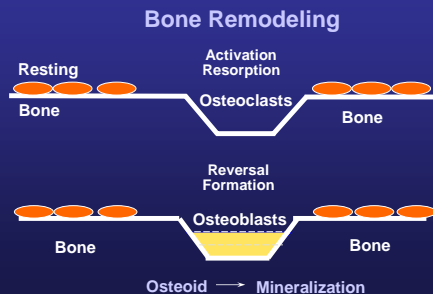 Bone Remodeling
Activation
Resorption
Resting
Osteoclasts
Bone
Bone
Reversal
Formation
Osteoblasts
Bone
Bone
Osteoid → Mineralization